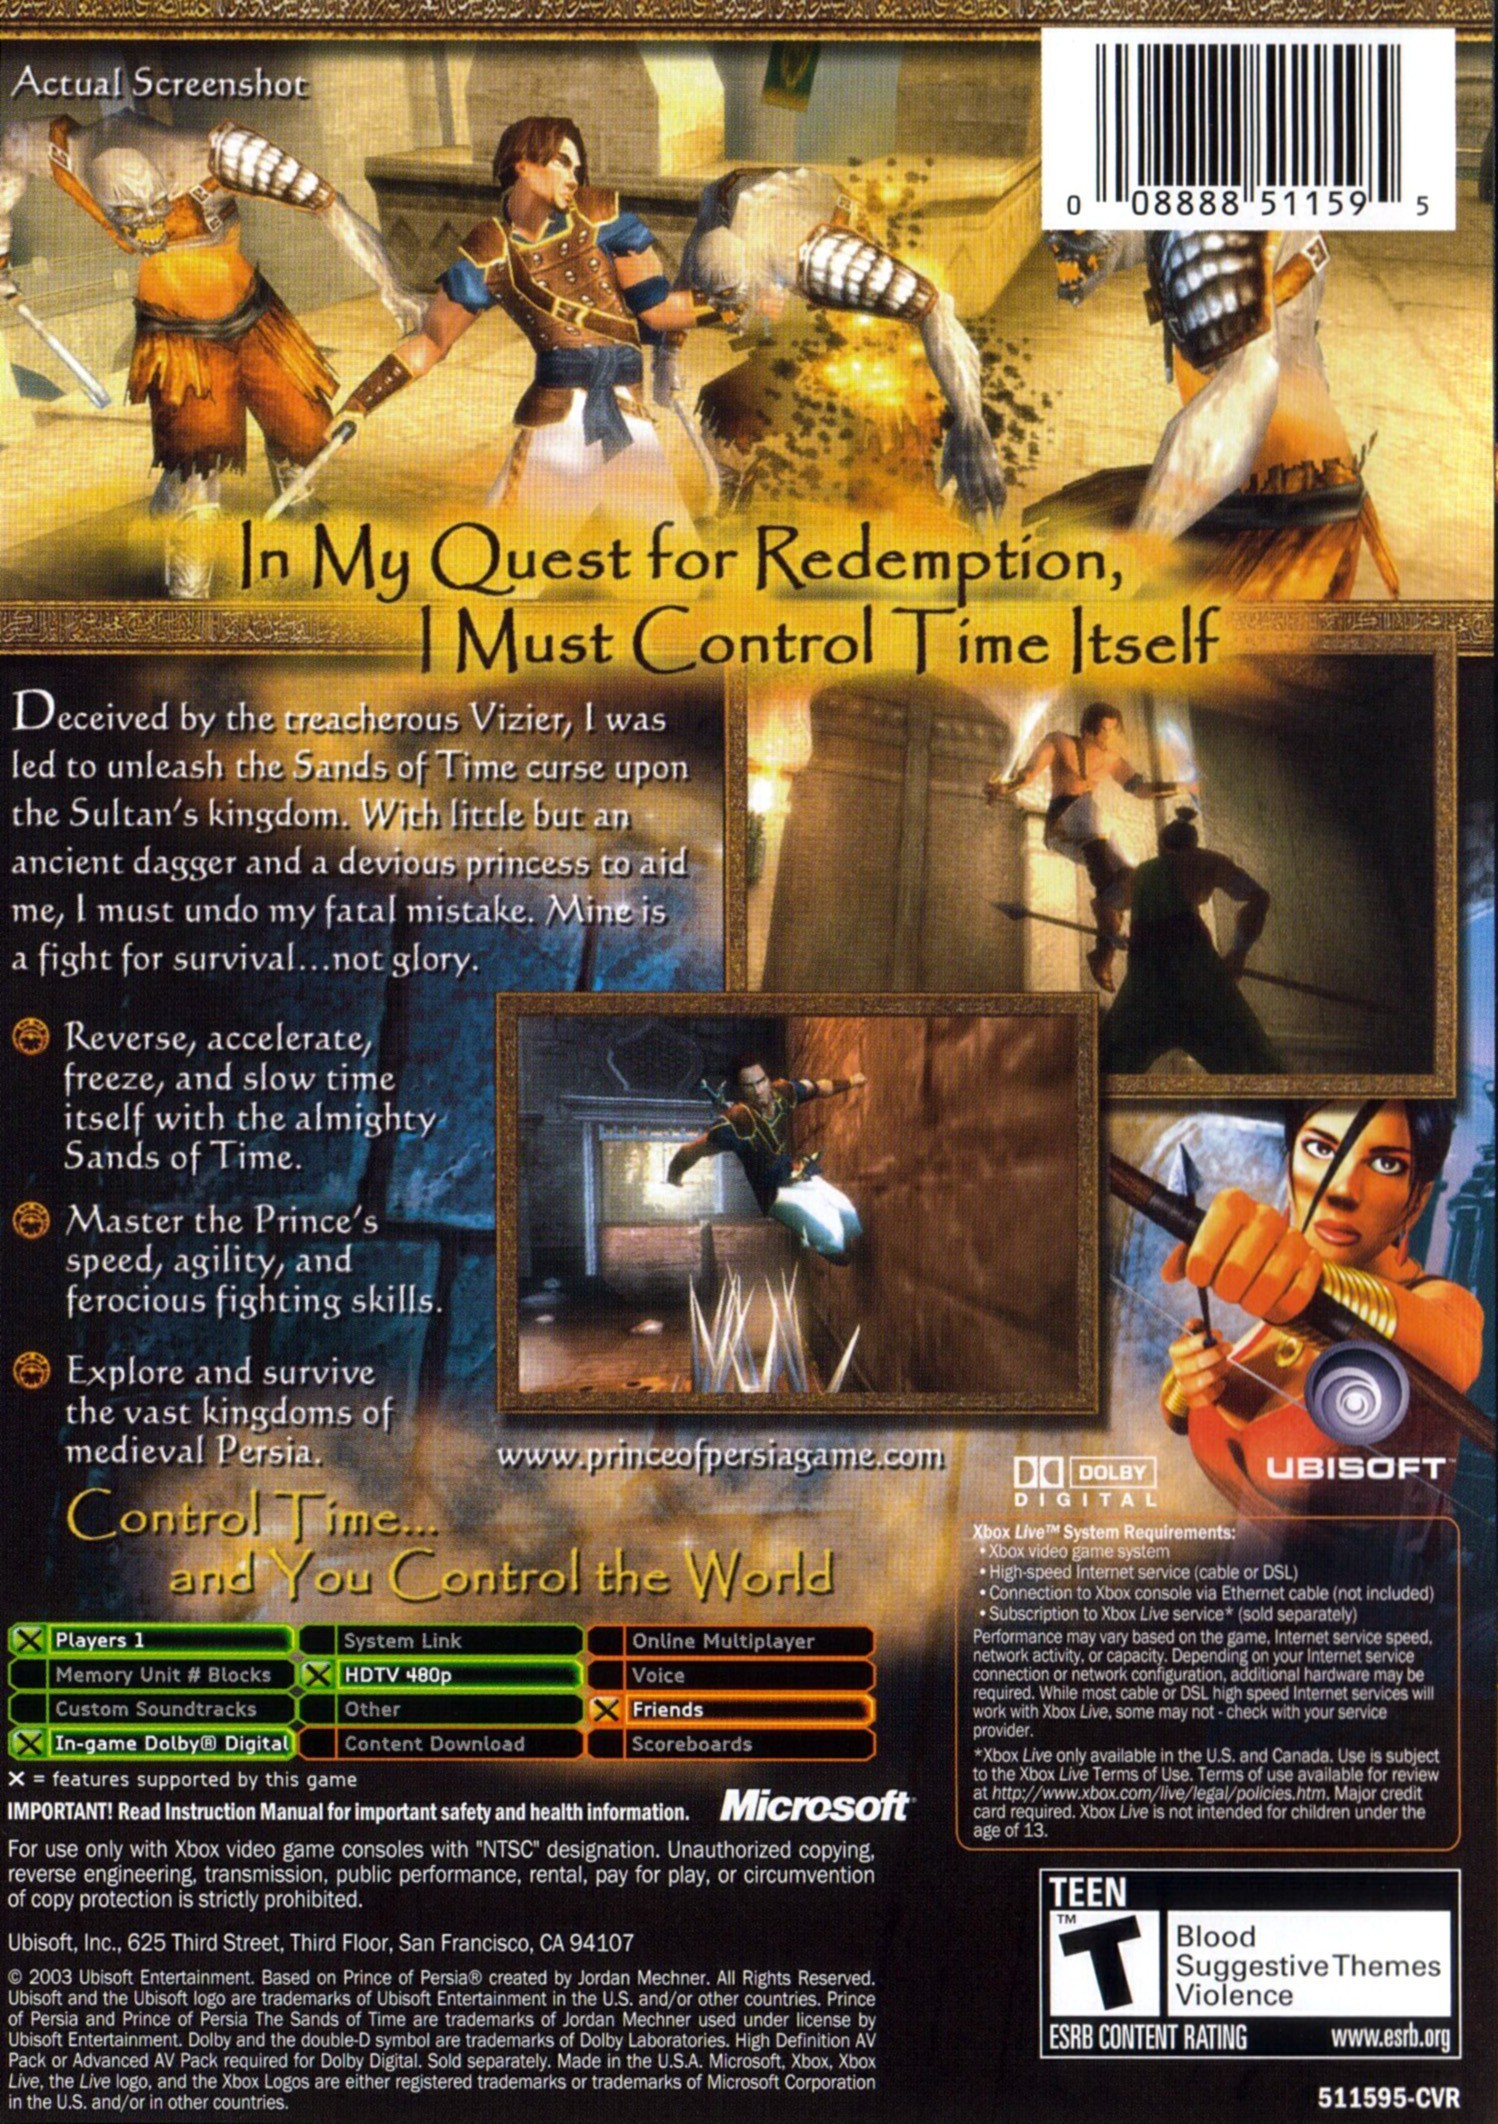 Actual Screenshot
0 08888 51159 5
In My Quest for Redemption,
I Must Control Time Itself
Deceived by the treacherous Vizier, I was
led to unleash the Sands of Time curse upon
the Sultan's kingdom. With little but an
ancient dagger and a devious princess to aid
me, I must undo my fatal mistake. Mine is
a fight for survival...not glory.
Reverse, accelerate,
freeze, and slow time
itself with the almighty
Sands of Time.
Master the Prince's
speed, agility, and
ferocious fighting skills.
Explore and survive
the vast kingdoms of
medieval Persia.
www.princeofpersiagame.com
Control Time...
and You Control the World
DOLBY
DIGITAL
UBISOFT™
Xbox Live™ System Requirements:
• Xbox video game system
• High-speed Internet service (cable or DSL)
• Connection to Xbox console via Ethernet cable (not included)
• Subscription to Xbox Live service* (sold separately)
Performance may vary based on the game, Internet service speed,
network activity, or capacity. Depending on your Internet service
connection or network configuration, additional hardware may be
required. While most cable or DSL high speed Internet services will
work with Xbox Live, some may not - check with your service
provider.
*Xbox Live only available in the U.S. and Canada. Use is subject
to the Xbox Live Terms of Use. Terms of use available for review
at http://www.xbox.com/live/legal/policies.htm. Major credit
card required. Xbox Live is not intended for children under the
age of 13.
X Players 1 System Link Online Multiplayer
Memory Unit # Blocks X HDTV 480p Voice
Custom Soundtracks Other X Friends
X In-game Dolby® Digital Content Download Scoreboards
X = features supported by this game
IMPORTANT! Read Instruction Manual for important safety and health information.
Microsoft®
For use only with Xbox video game consoles with "NTSC" designation. Unauthorized copying,
reverse engineering, transmission, public performance, rental, pay for play, or circumvention
of copy protection is strictly prohibited.
Ubisoft, Inc., 625 Third Street, Third Floor, San Francisco, CA 94107
© 2003 Ubisoft Entertainment. Based on Prince of Persia® created by Jordan Mechner. All Rights Reserved.
Ubisoft and the Ubisoft logo are trademarks of Ubisoft Entertainment in the U.S. and/or other countries. Prince
of Persia and Prince of Persia The Sands of Time are trademarks of Jordan Mechner used under license by
Ubisoft Entertainment. Dolby and the double-D symbol are trademarks of Dolby Laboratories. High Definition AV
Pack or Advanced AV Pack required for Dolby Digital. Sold separately. Made in the U.S.A. Microsoft, Xbox, Xbox
Live, the Live logo, and the Xbox Logos are either registered trademarks or trademarks of Microsoft Corporation
in the U.S. and/or in other countries.
TEEN
T™
Blood
Suggestive Themes
Violence
ESRB CONTENT RATING www.esrb.org
511595-CVR